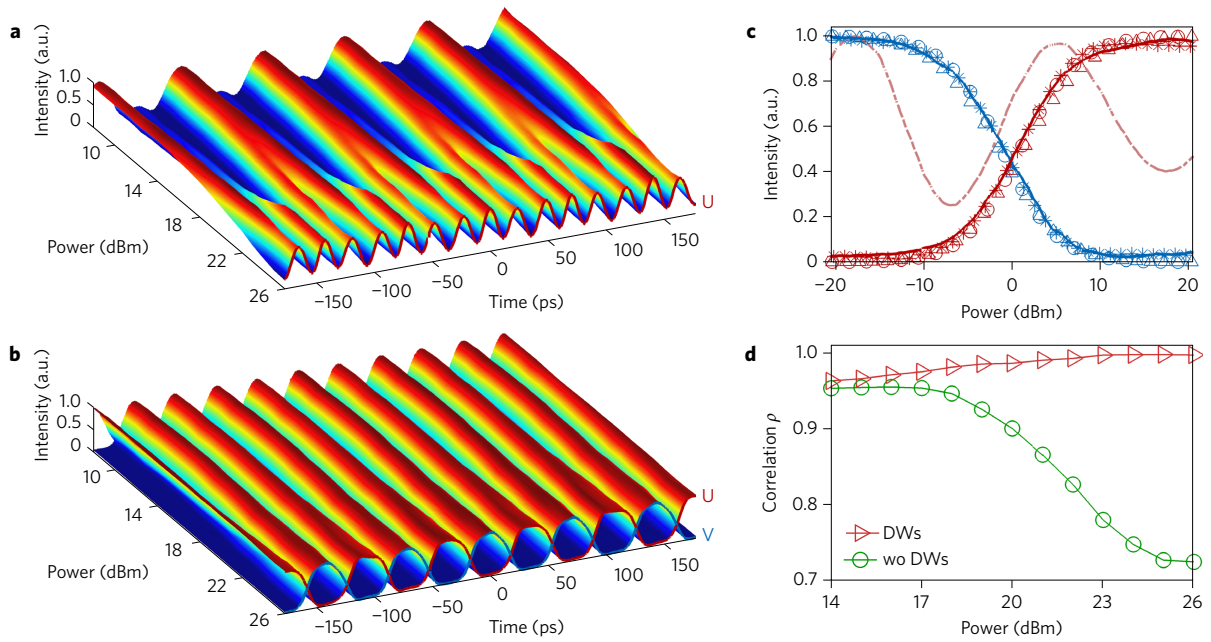 a
Intensity (a.u.)
1.0
0.5
0
10
14
18
22
26
Power (dBm)
−150
−100
−50
0
50
100
150
Time (ps)
U
b
Intensity (a.u.)
1.0
0.5
0
10
14
18
22
26
Power (dBm)
−150
−100
−50
0
50
100
150
Time (ps)
U
V
c
Intensity (a.u.)
1.0
0.8
0.6
0.4
0.2
0
−20
−10
0
10
20
Power (dBm)
d
Correlation ρ
1.0
0.9
0.8
0.7
DWs
wo DWs
14
17
20
23
26
Power (dBm)